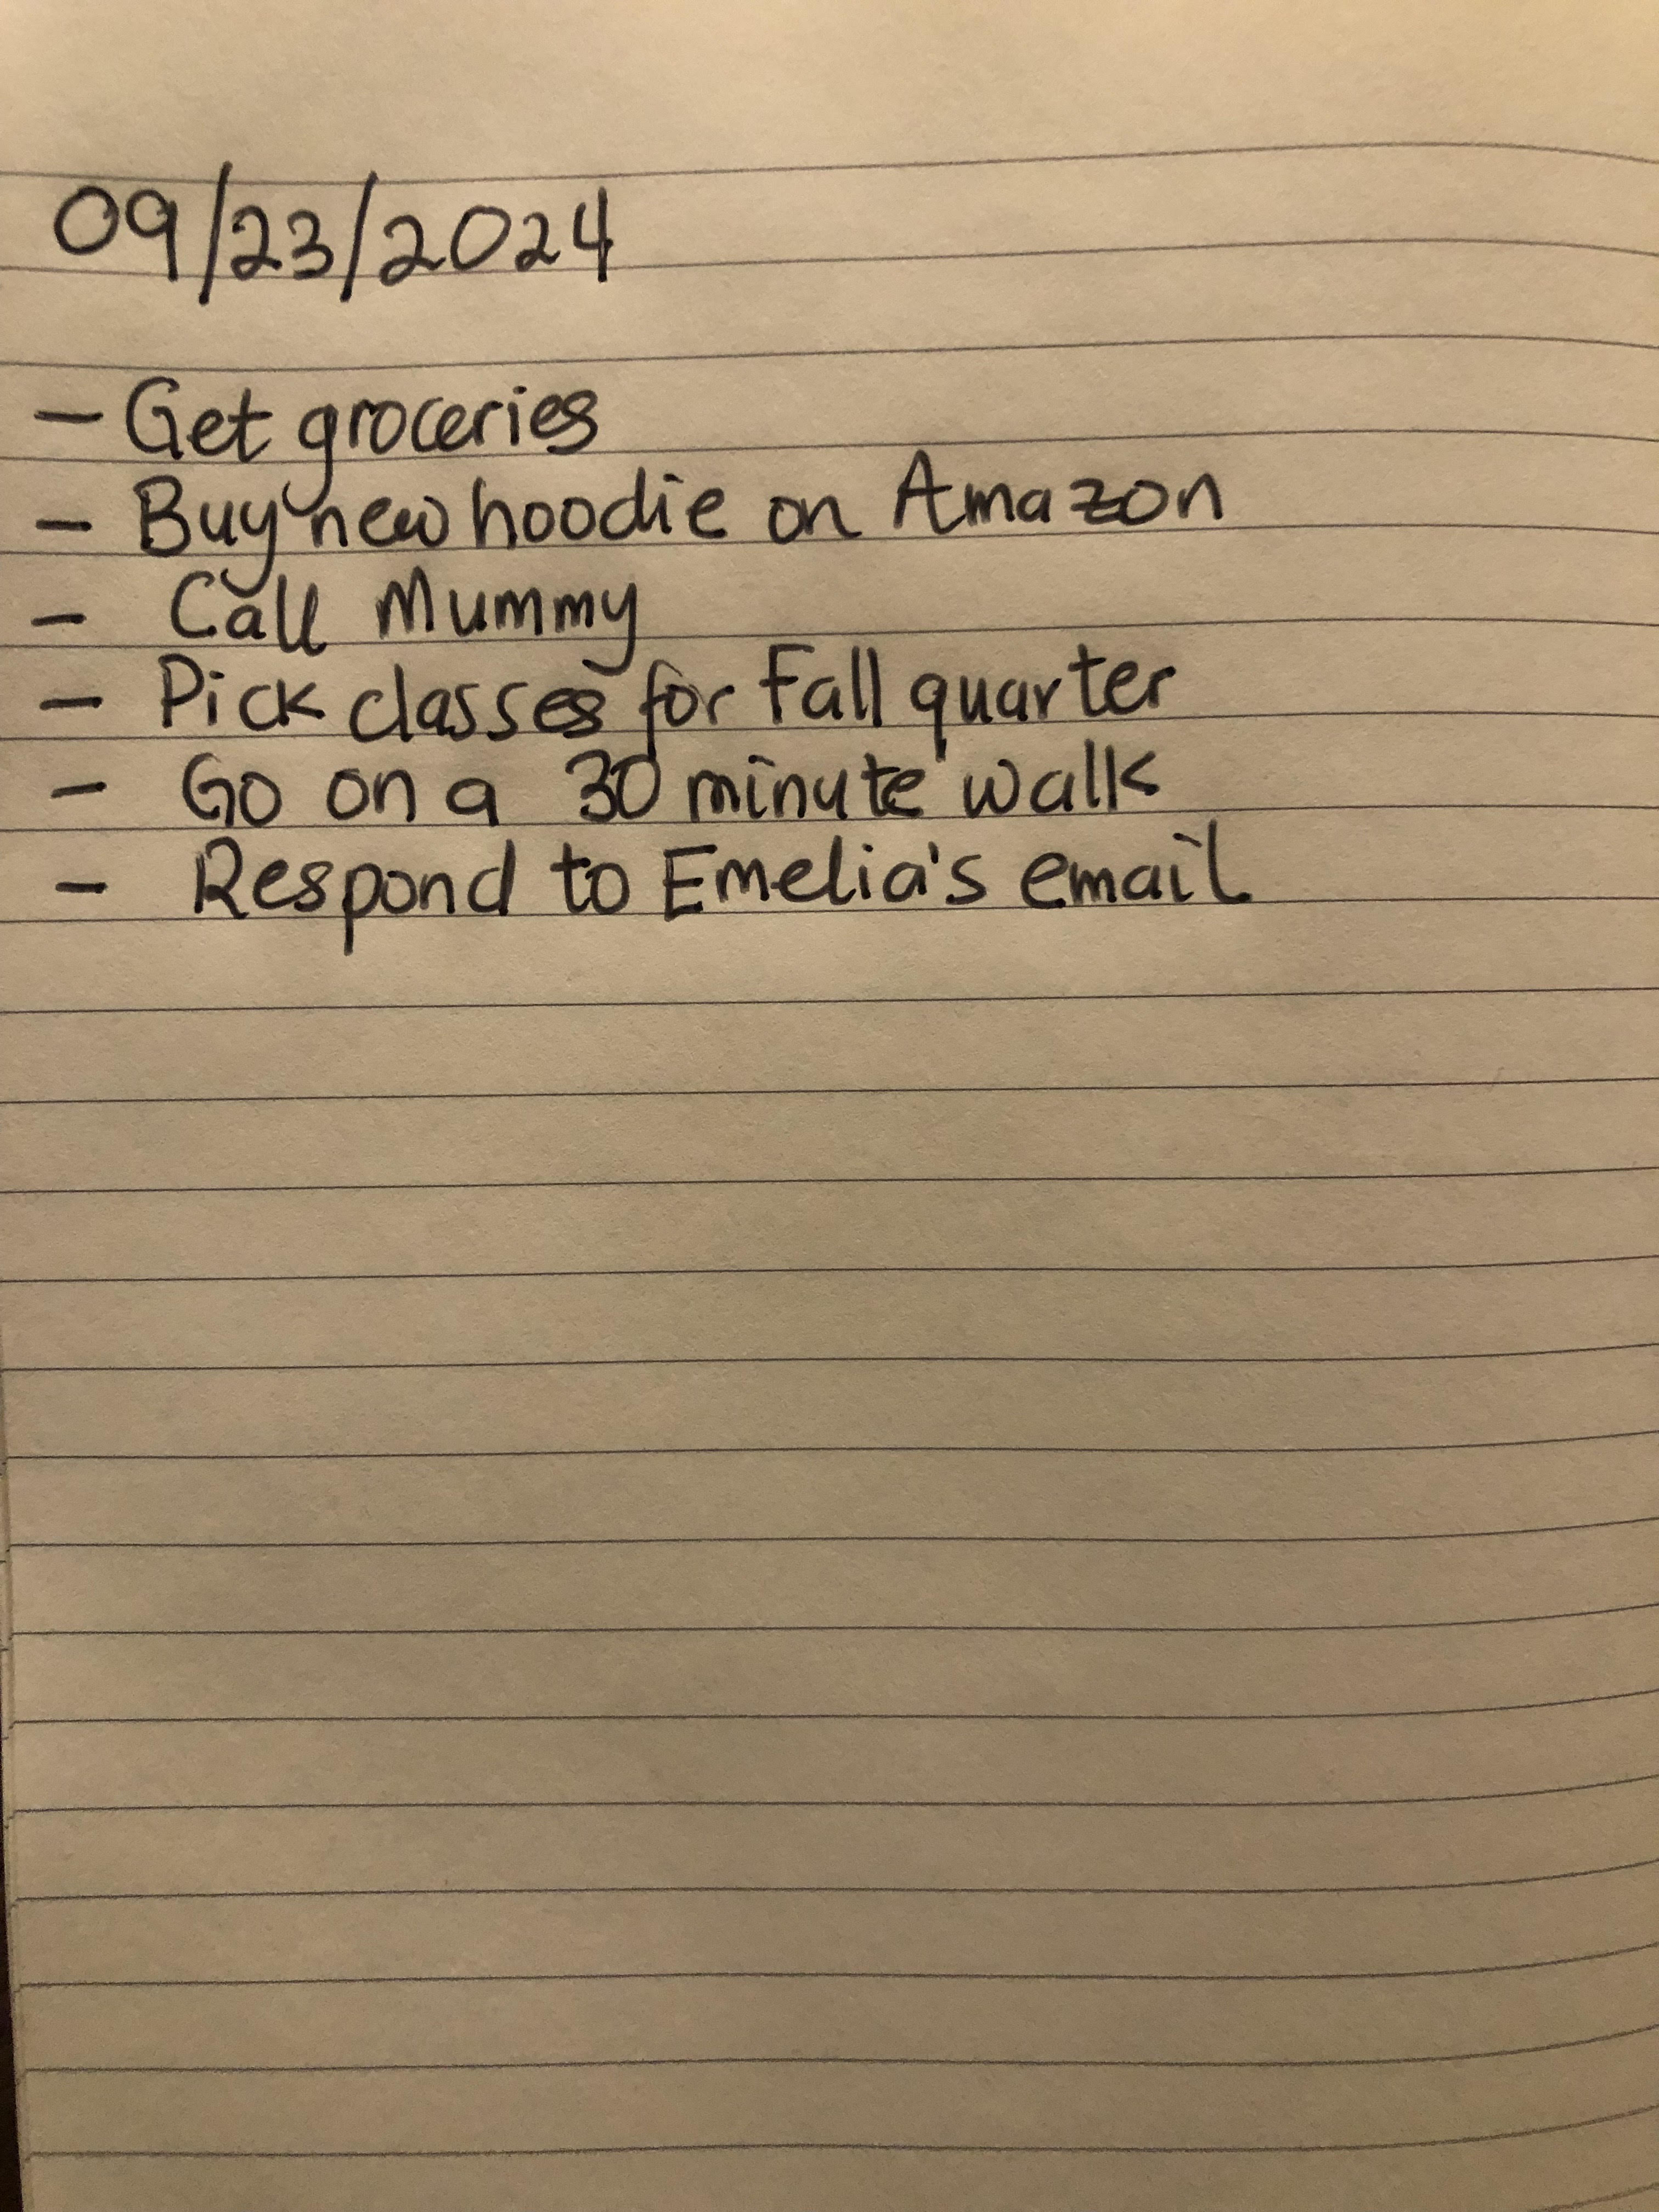 09/23/2024
- Get groceries
- Buy new hoodie on Amazon
- Call Mummy
- Pick classes for Fall quarter
- Go on a 30 minute walk
- Respond to Emelia's email